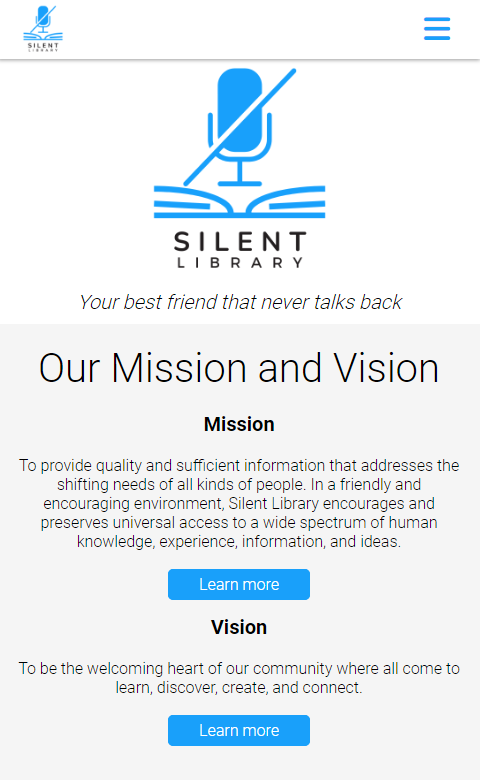 SILENT
LIBRARY
SILENT
LIBRARY
Your best friend that never talks back
Our Mission and Vision
Mission
To provide quality and sufficient information that addresses the
shifting needs of all kinds of people. In a friendly and
encouraging environment, Silent Library encourages and
preserves universal access to a wide spectrum of human
knowledge, experience, information, and ideas.
Learn more
Vision
To be the welcoming heart of our community where all come to
learn, discover, create, and connect.
Learn more